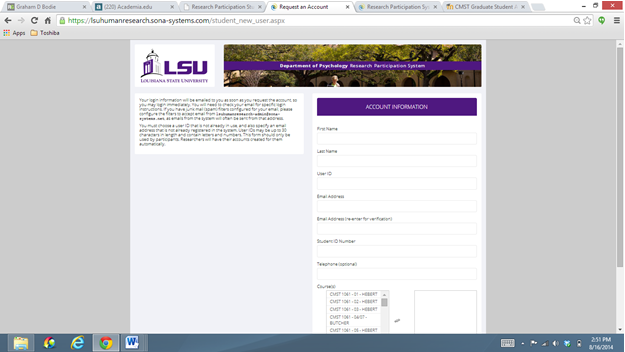 Graham D Bodie
(220) Academia.edu
Research Participation Stu
Request an Account
Research Participation Sy
CMST Graduate Student A
https://lsuhumanresearch.sona-systems.com/student_new_user.aspx
Apps
Toshiba
LSU
LOUISIANA STATE UNIVERSITY
Department of Psychology Research Participation System
Your login information will be emailed to you as soon as you request the account, so
you may login immediately. You will need to check your email for specific login
instructions. If you have junk mail (spam) filters configured for your email, please
configure the filters to accept email from lsuhumanresearch-admin@sona-
systems.net, as emails from the system will often be sent from that address.
You must choose a user ID that is not already in use, and also specify an email
address that is not already registered in the system. User IDs may be up to 30
characters in length and contain letters and numbers. This form should only be
used by participants. Researchers will have their accounts created for them
automatically.
ACCOUNT INFORMATION
First Name
Last Name
User ID
Email Address
Email Address (re-enter for verification)
Student ID Number
Telephone (optional)
Course(s)
CMST 1061 - 01 - HEBERT
CMST 1061 - 02 - HEBERT
CMST 1061 - 03 - HEBERT
CMST 1061 - 04/07 -
BUTCHER
CMST 1061 - 05 - HEBERT
2:51 PM
8/16/2014